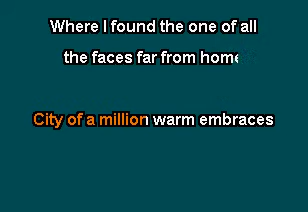 Where I found the one of all
the faces far from home
City of a million warm embraces